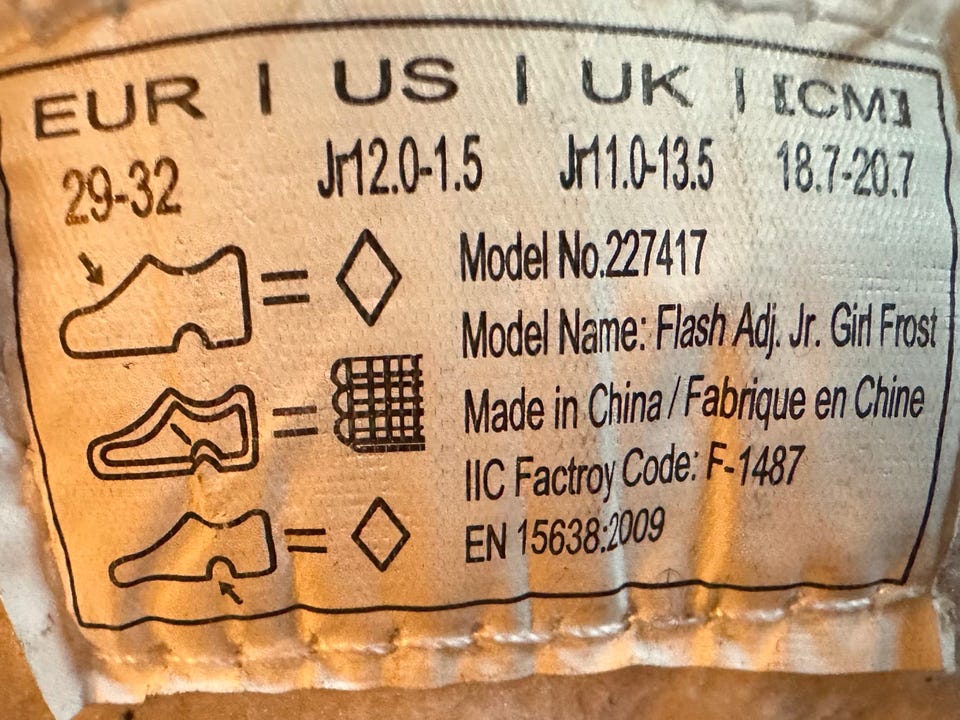 EUR | US | UK | [CM]
29-32 Jr12.0-1.5 Jr11.0-13.5 18.7-20.7
Model No.227417
Model Name: Flash Adj. Jr. Girl Frost
Made in China / Fabrique en Chine
IIC Factroy Code: F-1487
EN 15638:2009